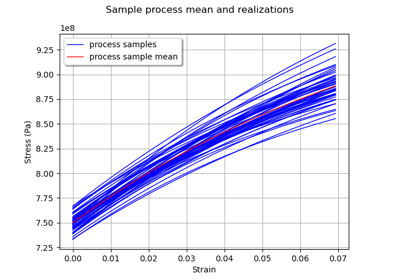 Sample process mean and realizations
1e8
process samples
process sample mean
9.25
9.00
8.75
8.50
8.25
8.00
7.75
7.50
7.25
Stress (Pa)
0.00 0.01 0.02 0.03 0.04 0.05 0.06 0.07
Strain